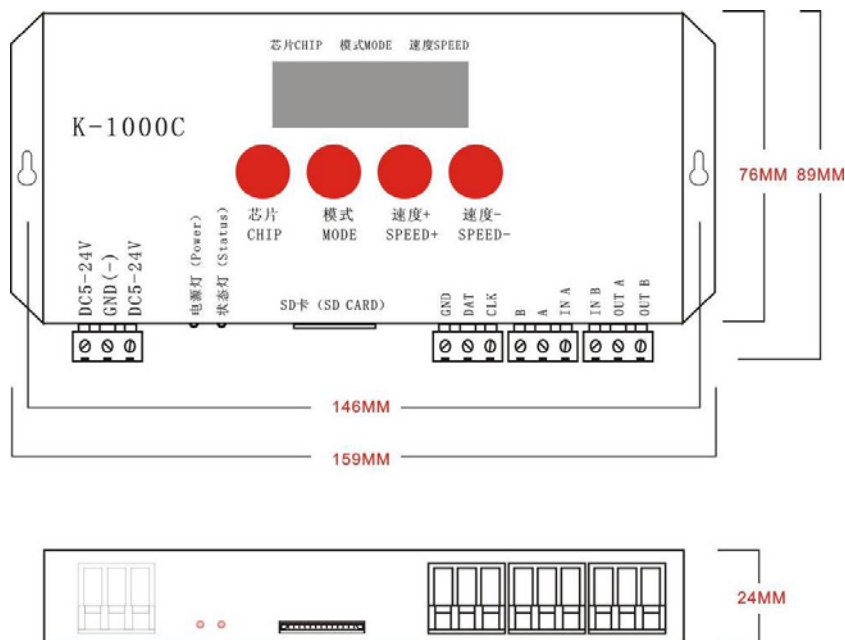 芯片CHIP 模式MODE 速度SPEED
K-1000C
芯片 模式 速度+ 速度-
CHIP MODE SPEED+ SPEED-
76MM 89MM
DC5-24V
GND(-)
DC5-24V
电源灯(Power)
状态灯(Status)
SD卡(SD CARD)
GND
DAT
CLK
B
A
IN A
IN B
OUT A
OUT B
146MM
159MM
24MM